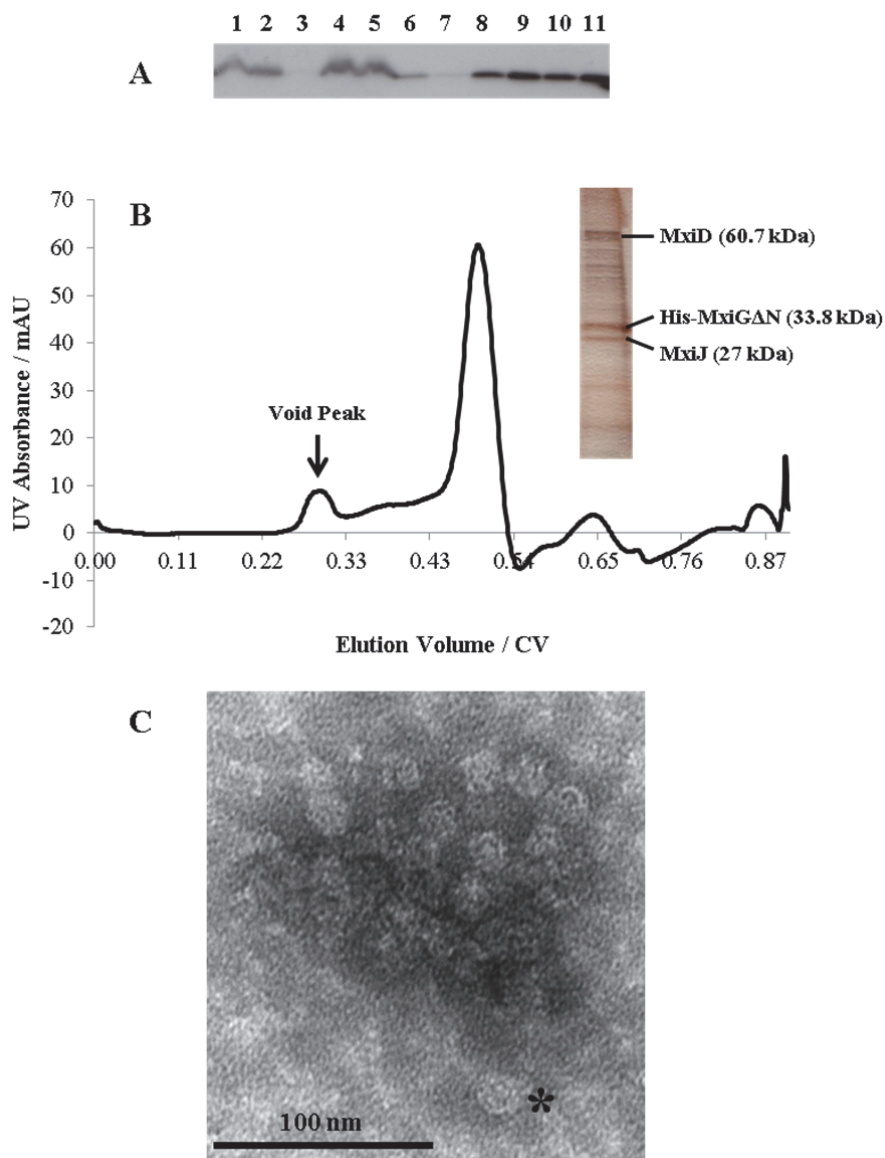 1 2 3 4 5 6 7 8 9 10 11
A
B
70
60
50
40
30
20
10
0
-10
-20
UV Absorbance / mAU
Void Peak
MxiD (60.7 kDa)
His-MxiGΔN (33.8 kDa)
MxiJ (27 kDa)
0.00 0.11 0.22 0.33 0.43 0.54 0.65 0.76 0.87
Elution Volume / CV
C
*
100 nm